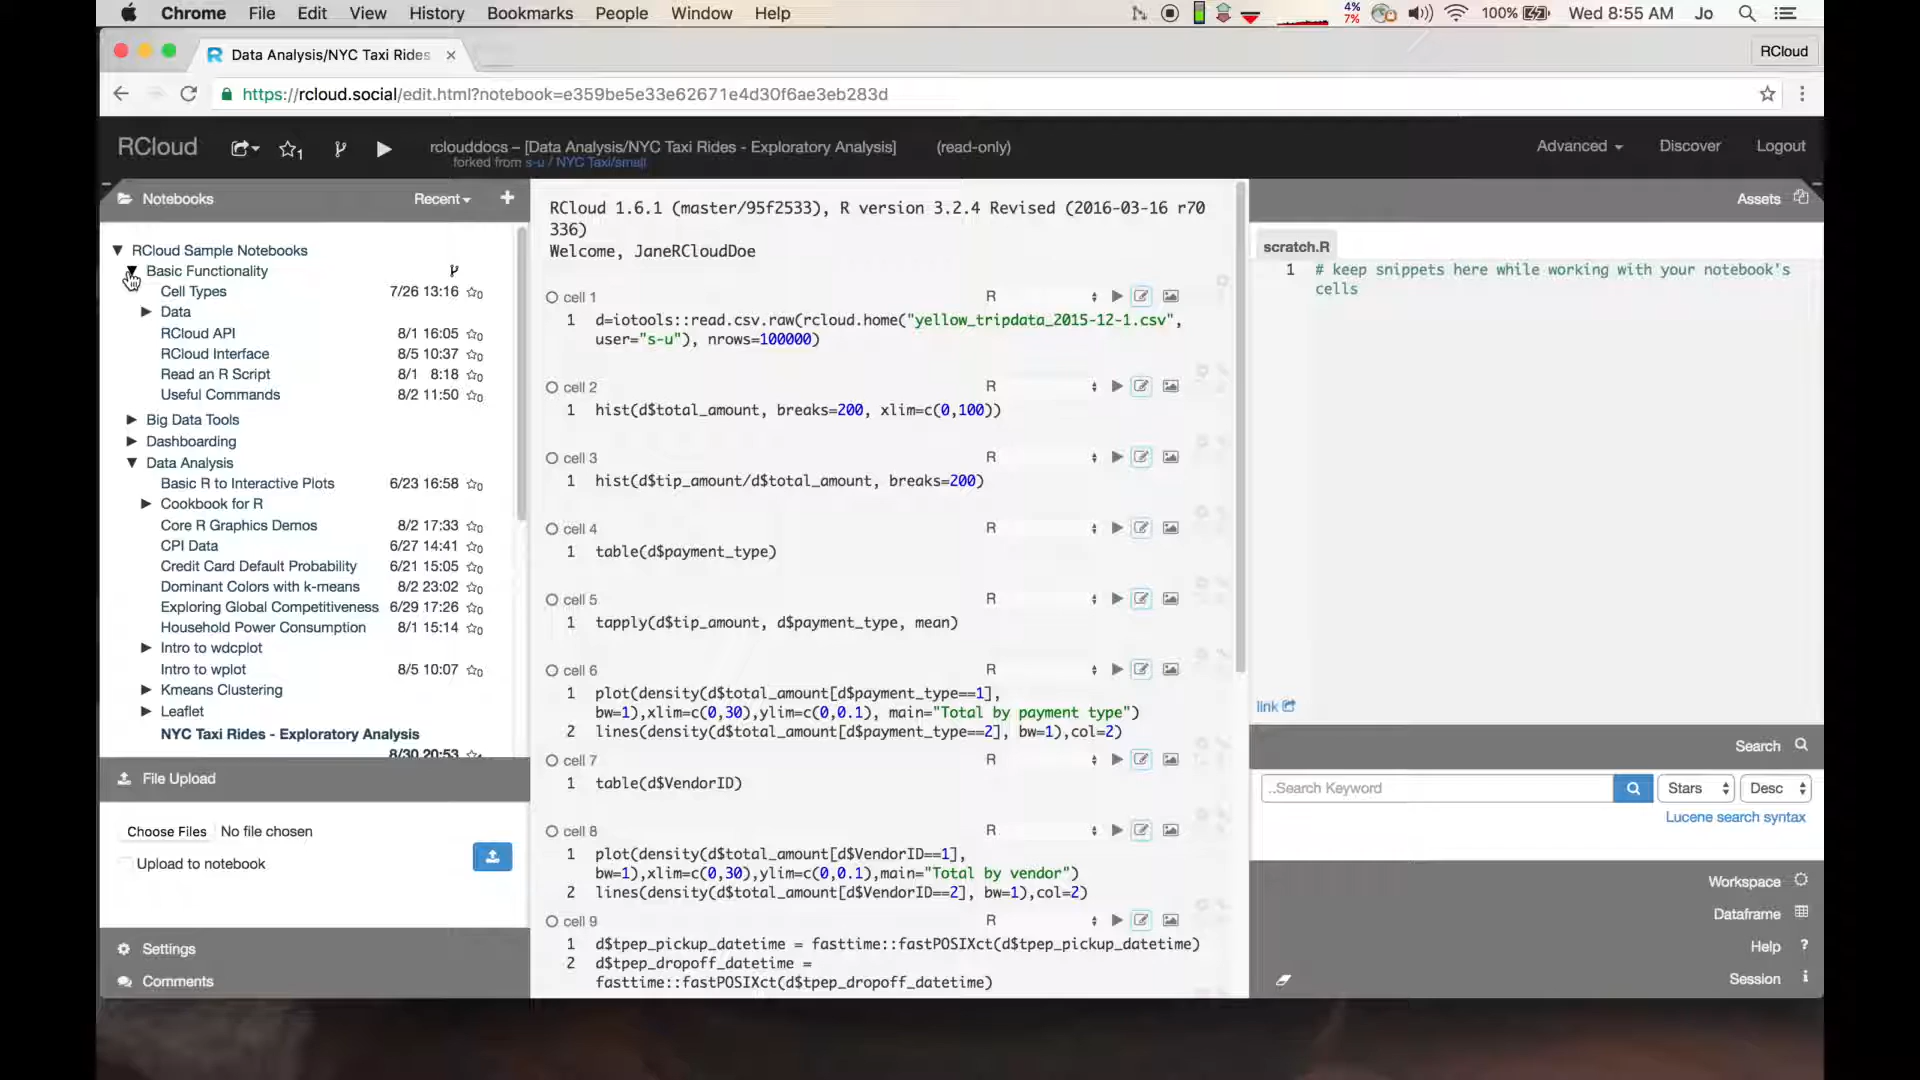 Chrome File Edit View History Bookmarks People Window Help 4% 7% 100% Wed 8:55 AM Jo
Data Analysis/NYC Taxi Rides RCloud
https://rcloud.social/edit.html?notebook=e359be5e33e62671e4d30f6ae3eb283d
RCloud 1 rclouddocs – [Data Analysis/NYC Taxi Rides - Exploratory Analysis] (read-only) Advanced Discover Logout
forked from s-u / NYC Taxi/small
Notebooks Recent
RCloud Sample Notebooks
Basic Functionality
Cell Types 7/26 13:16 0
Data
RCloud API 8/1 16:05 0
RCloud Interface 8/5 10:37 0
Read an R Script 8/1 8:18 0
Useful Commands 8/2 11:50 0
Big Data Tools
Dashboarding
Data Analysis
Basic R to Interactive Plots 6/23 16:58 0
Cookbook for R
Core R Graphics Demos 8/2 17:33 0
CPI Data 6/27 14:41 0
Credit Card Default Probability 6/21 15:05 0
Dominant Colors with k-means 8/2 23:02 0
Exploring Global Competitiveness 6/29 17:26 0
Household Power Consumption 8/1 15:14 0
Intro to wdcplot
Intro to wplot 8/5 10:07 0
Kmeans Clustering
Leaflet
NYC Taxi Rides - Exploratory Analysis
8/30 20:53
File Upload
Choose Files No file chosen
Upload to notebook
Settings
Comments
RCloud 1.6.1 (master/95f2533), R version 3.2.4 Revised (2016-03-16 r70
336)
Welcome, JaneRCloudDoe
cell 1 R
1 d=iotools::read.csv.raw(rcloud.home("yellow_tripdata_2015-12-1.csv",
user="s-u"), nrows=100000)
cell 2 R
1 hist(d$total_amount, breaks=200, xlim=c(0,100))
cell 3 R
1 hist(d$tip_amount/d$total_amount, breaks=200)
cell 4 R
1 table(d$payment_type)
cell 5 R
1 tapply(d$tip_amount, d$payment_type, mean)
cell 6 R
1 plot(density(d$total_amount[d$payment_type==1],
bw=1),xlim=c(0,30),ylim=c(0,0.1), main="Total by payment type")
2 lines(density(d$total_amount[d$payment_type==2], bw=1),col=2)
cell 7 R
1 table(d$VendorID)
cell 8 R
1 plot(density(d$total_amount[d$VendorID==1],
bw=1),xlim=c(0,30),ylim=c(0,0.1),main="Total by vendor")
2 lines(density(d$total_amount[d$VendorID==2], bw=1),col=2)
cell 9 R
1 d$tpep_pickup_datetime = fasttime::fastPOSIXct(d$tpep_pickup_datetime)
2 d$tpep_dropoff_datetime =
fasttime::fastPOSIXct(d$tpep_dropoff_datetime)
Assets
scratch.R
1 # keep snippets here while working with your notebook's
cells
link
Search
..Search Keyword Stars Desc
Lucene search syntax
Workspace
Dataframe
Help ?
Session i